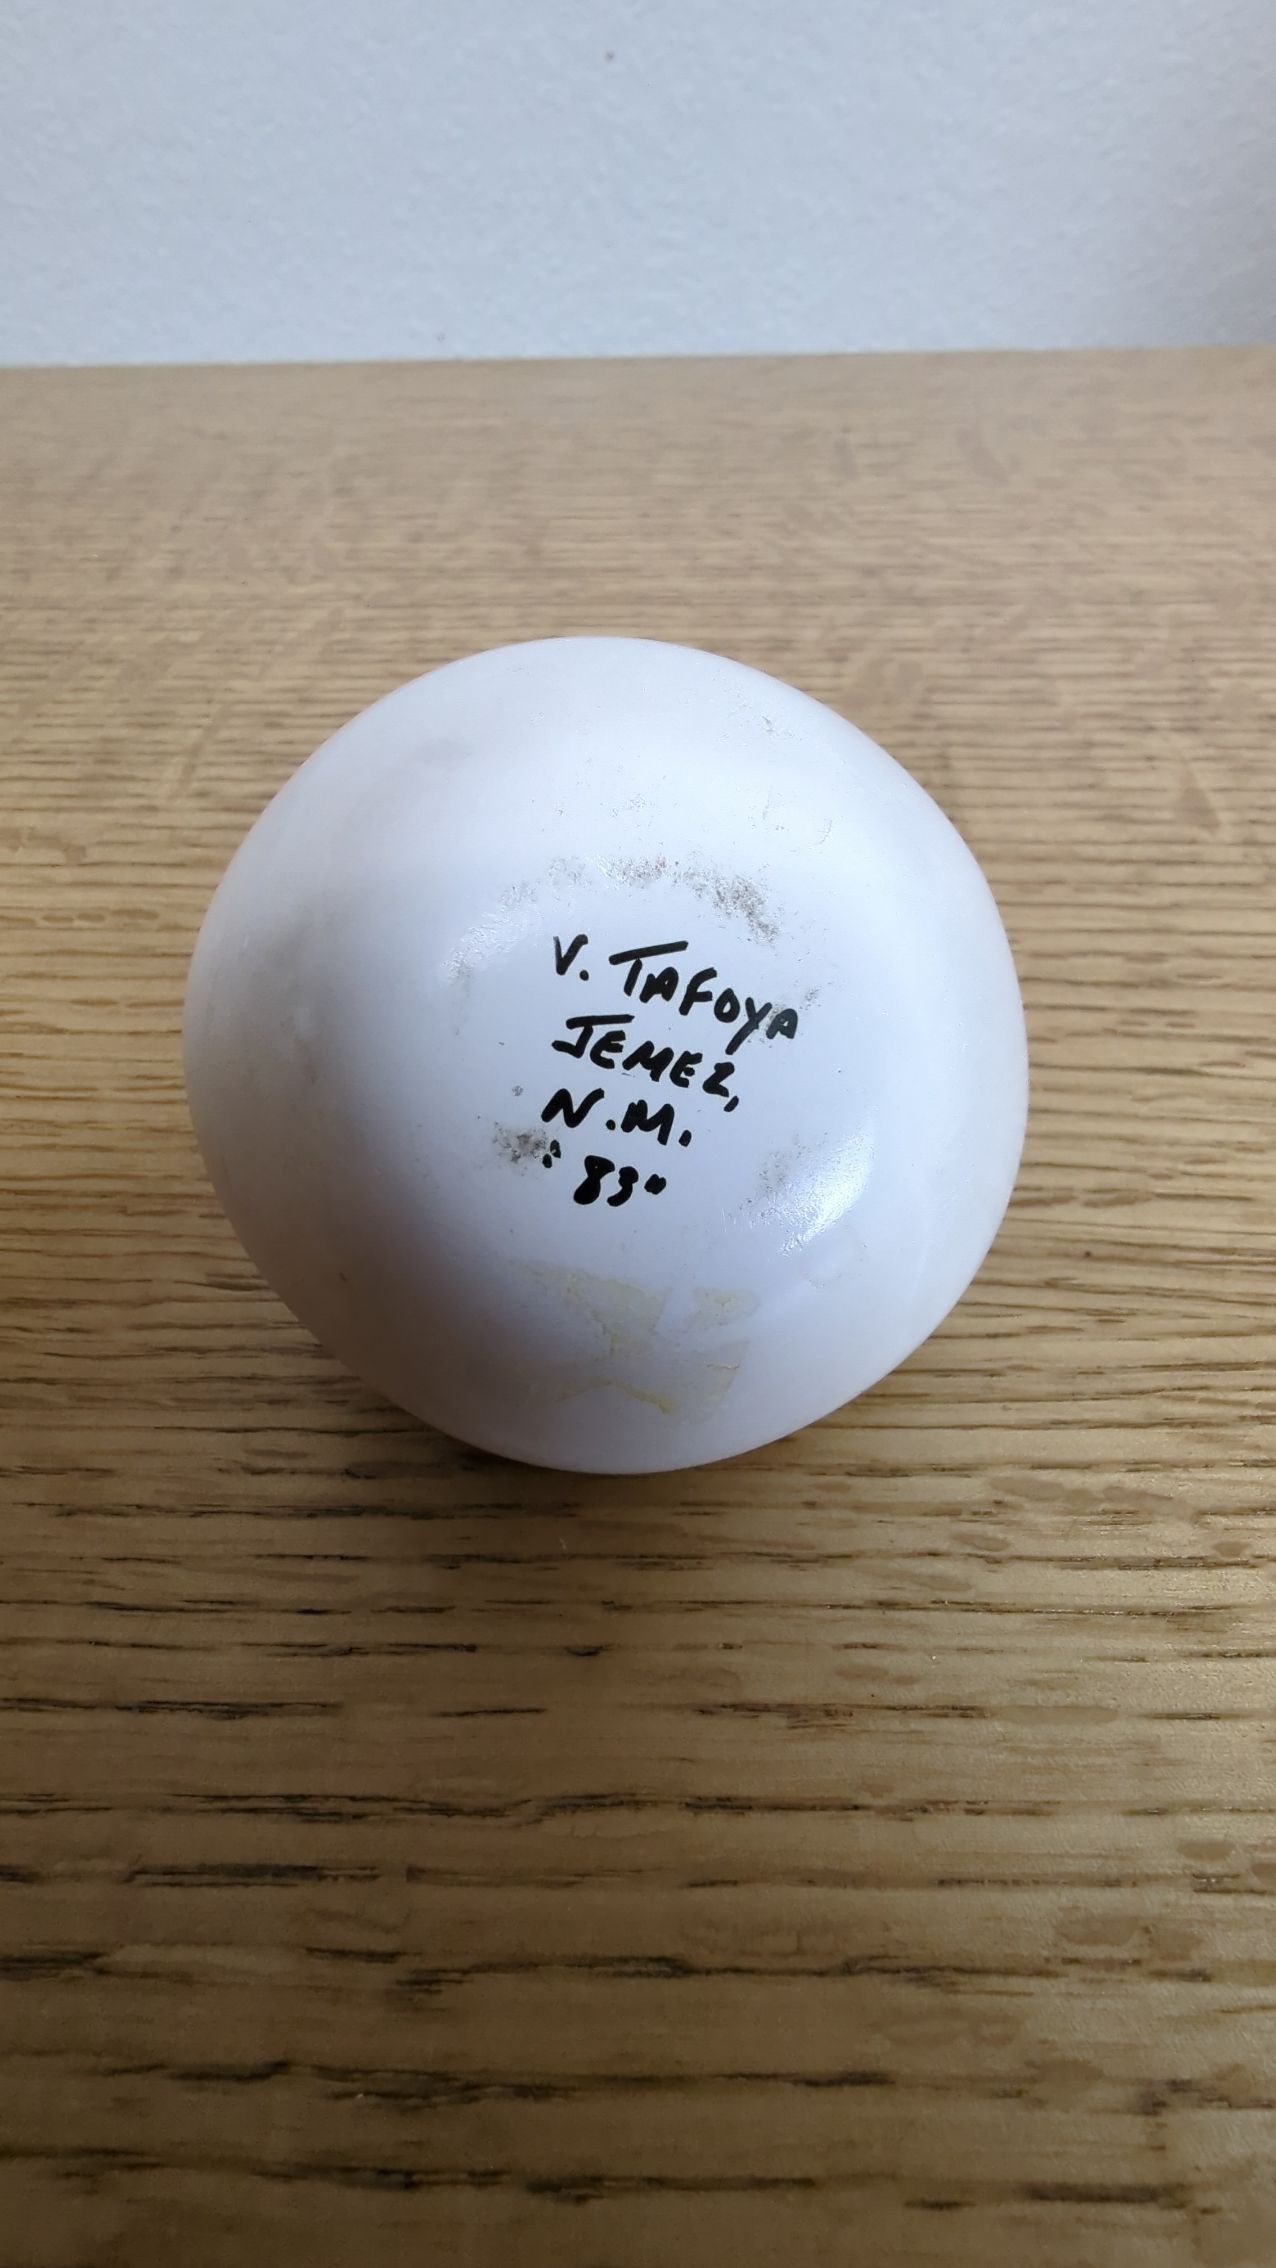 V. TAFOYA
JEMEZ,
N.M.
"83"